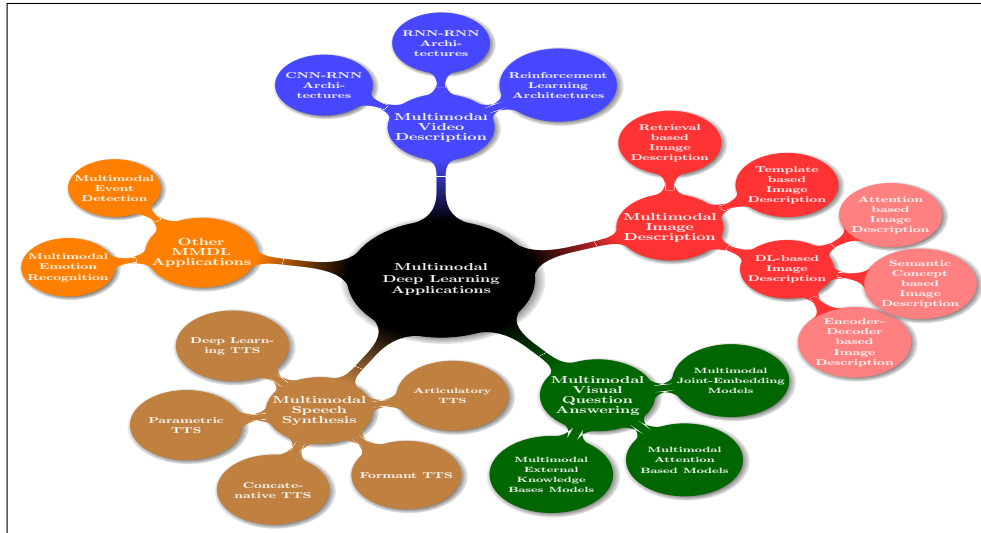 RNN-RNN
Archi-
tectures
CNN-RNN
Archi-
tectures
Reinforcement
Learning
Architectures
Multimodal
Video
Description
Retrieval
based
Image
Description
Template
based
Image
Description
Multimodal
Image
Description
Attention
based
Image
Description
DL-based
Image
Description
Semantic
Concept
based
Image
Description
Encoder-
Decoder
based
Image
Description
Multimodal
Event
Detection
Other
MMDL
Applications
Multimodal
Emotion
Recognition
Multimodal
Deep Learning
Applications
Deep Learn-
ing TTS
Articulatory
TTS
Multimodal
Speech
Synthesis
Parametric
TTS
Concate-
native TTS
Formant TTS
Multimodal
Visual
Question
Answering
Multimodal
Joint-Embedding
Models
Multimodal
Attention
Based Models
Multimodal
External
Knowledge
Bases Models